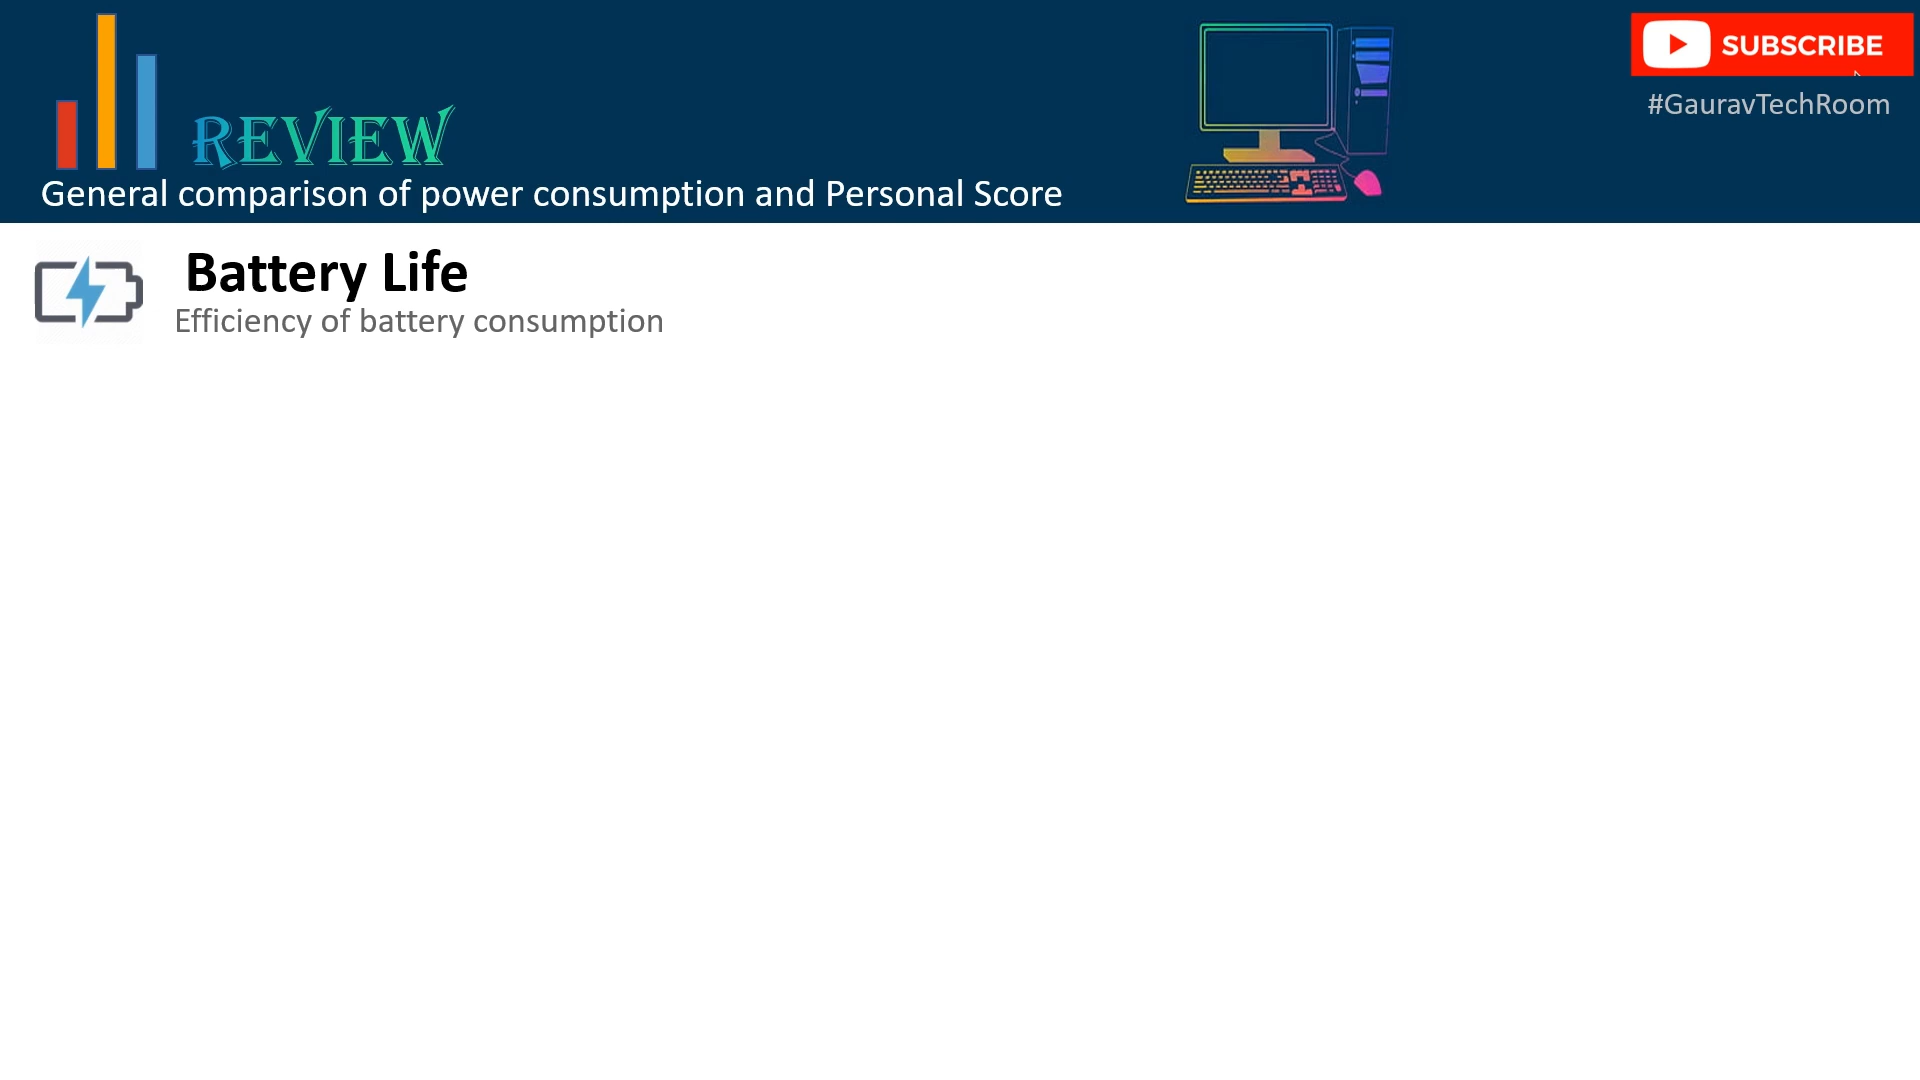 SUBSCRIBE
#GauravTechRoom
REVIEW
General comparison of power consumption and Personal Score
Battery Life
Efficiency of battery consumption